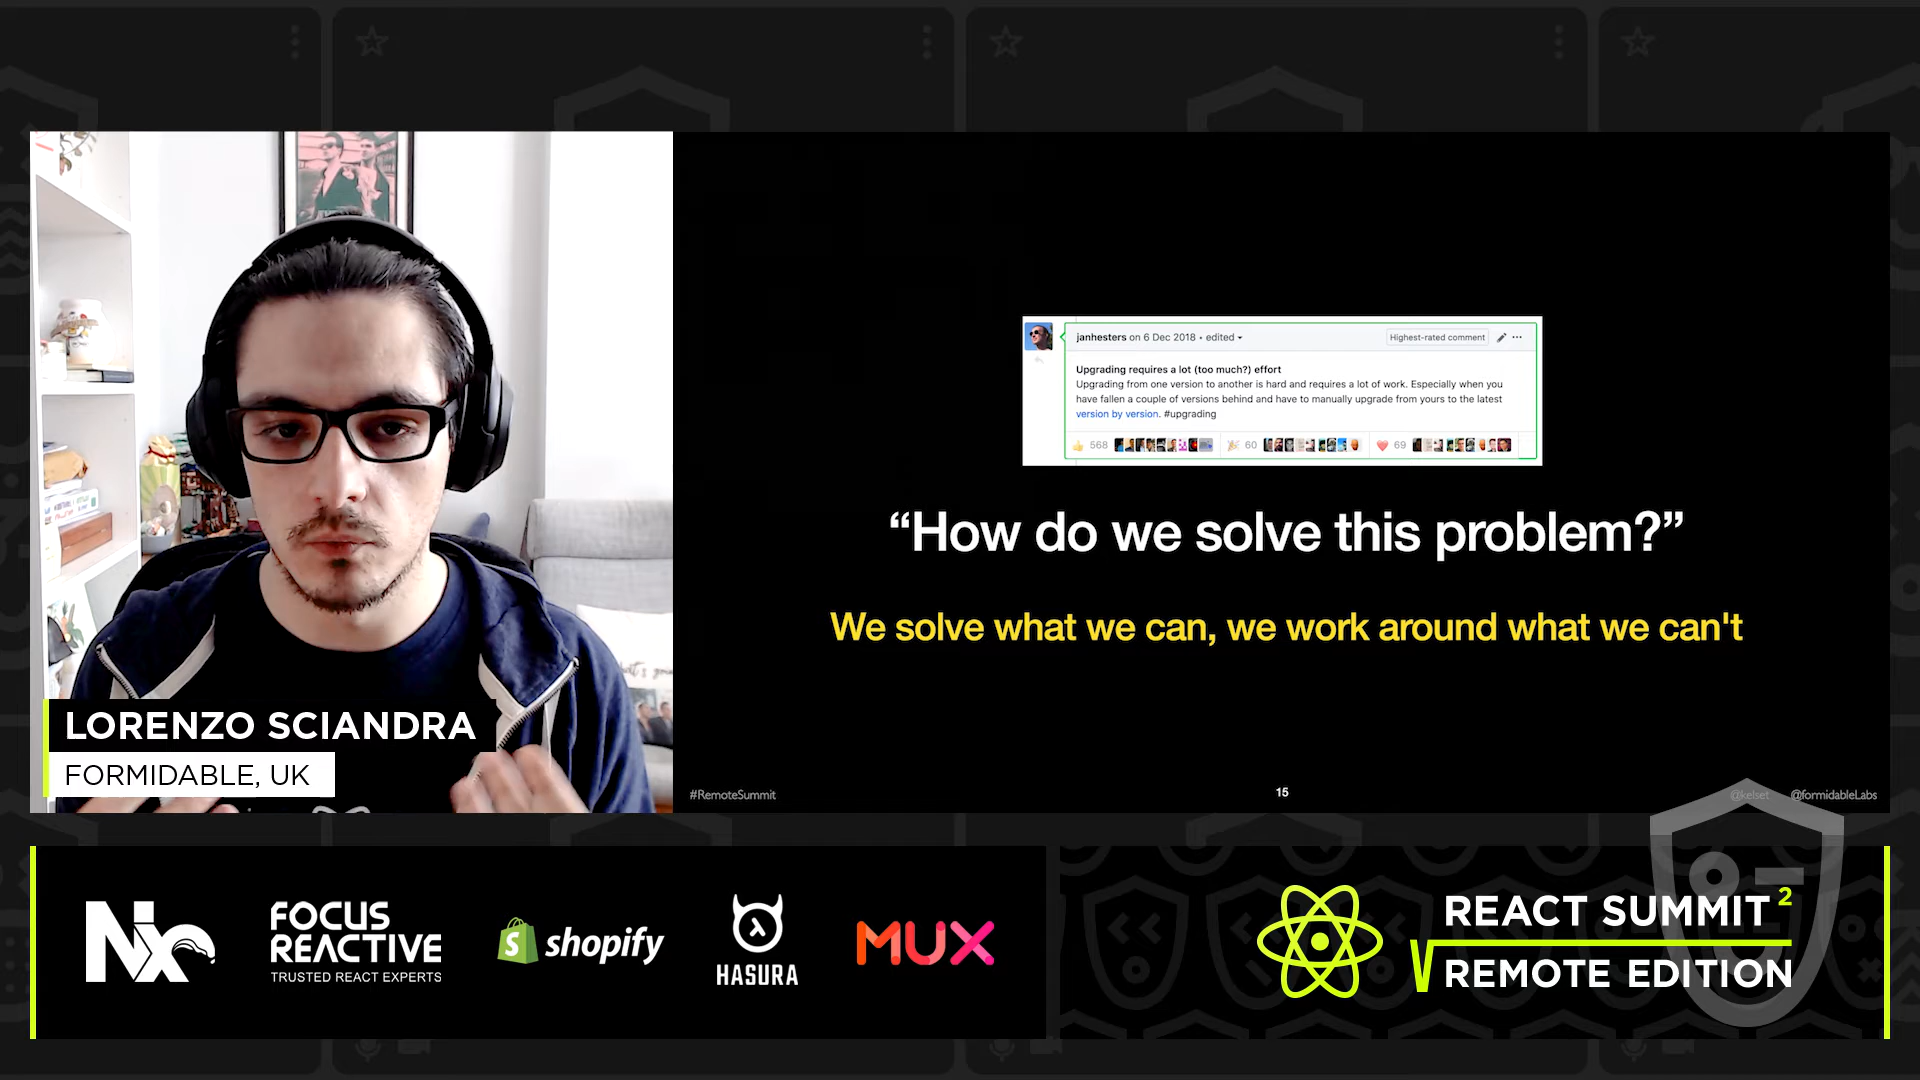 janhesters on 6 Dec 2018 • edited
Highest-rated comment
Upgrading requires a lot (too much?) effort
Upgrading from one version to another is hard and requires a lot of work. Especially when you
have fallen a couple of versions behind and have to manually upgrade from yours to the latest
version by version. #upgrading
568 60 69
“How do we solve this problem?”
We solve what we can, we work around what we can't
#RemoteSummit
15
@kelset
@formidableLabs
LORENZO SCIANDRA
FORMIDABLE, UK
Nx
FOCUS
REACTIVE
TRUSTED REACT EXPERTS
shopify
HASURA
MUX
REACT SUMMIT 2
REMOTE EDITION